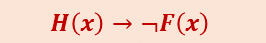 H(x) → ¬F(x)